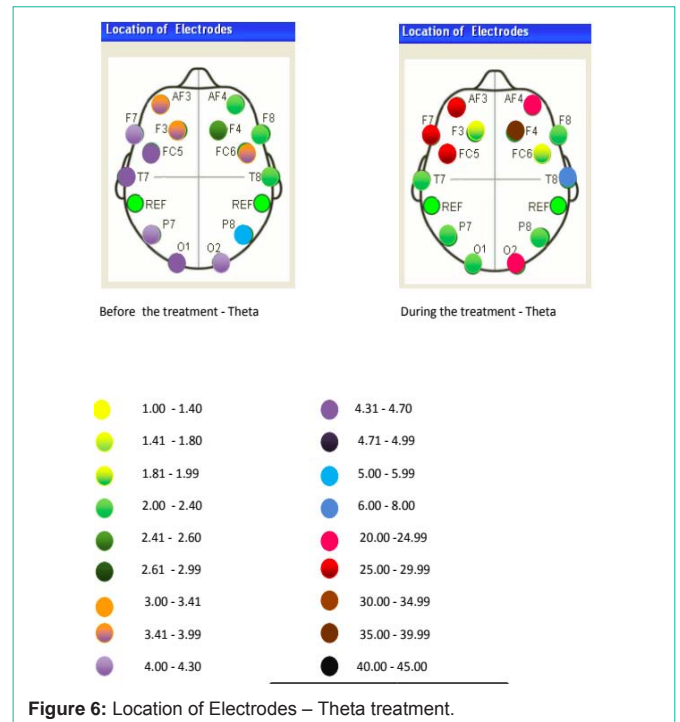 Location of Electrodes
Location of Electrodes
AF3 AF4
F7 F3 F4 F8
FC5 FC6
T7 T8
REF REF
P7 P8
O1 O2
AF3 AF4
F7 F3 F4 F8
FC5 FC6
T7 T8
REF REF
P7 P8
O1 O2
Before the treatment - Theta
During the treatment - Theta
1.00 - 1.40
1.41 - 1.80
1.81 - 1.99
2.00 - 2.40
2.41 - 2.60
2.61 - 2.99
3.00 - 3.41
3.41 - 3.99
4.00 - 4.30
4.31 - 4.70
4.71 - 4.99
5.00 - 5.99
6.00 - 8.00
20.00 -24.99
25.00 - 29.99
30.00 - 34.99
35.00 - 39.99
40.00 - 45.00
Figure 6: Location of Electrodes – Theta treatment.